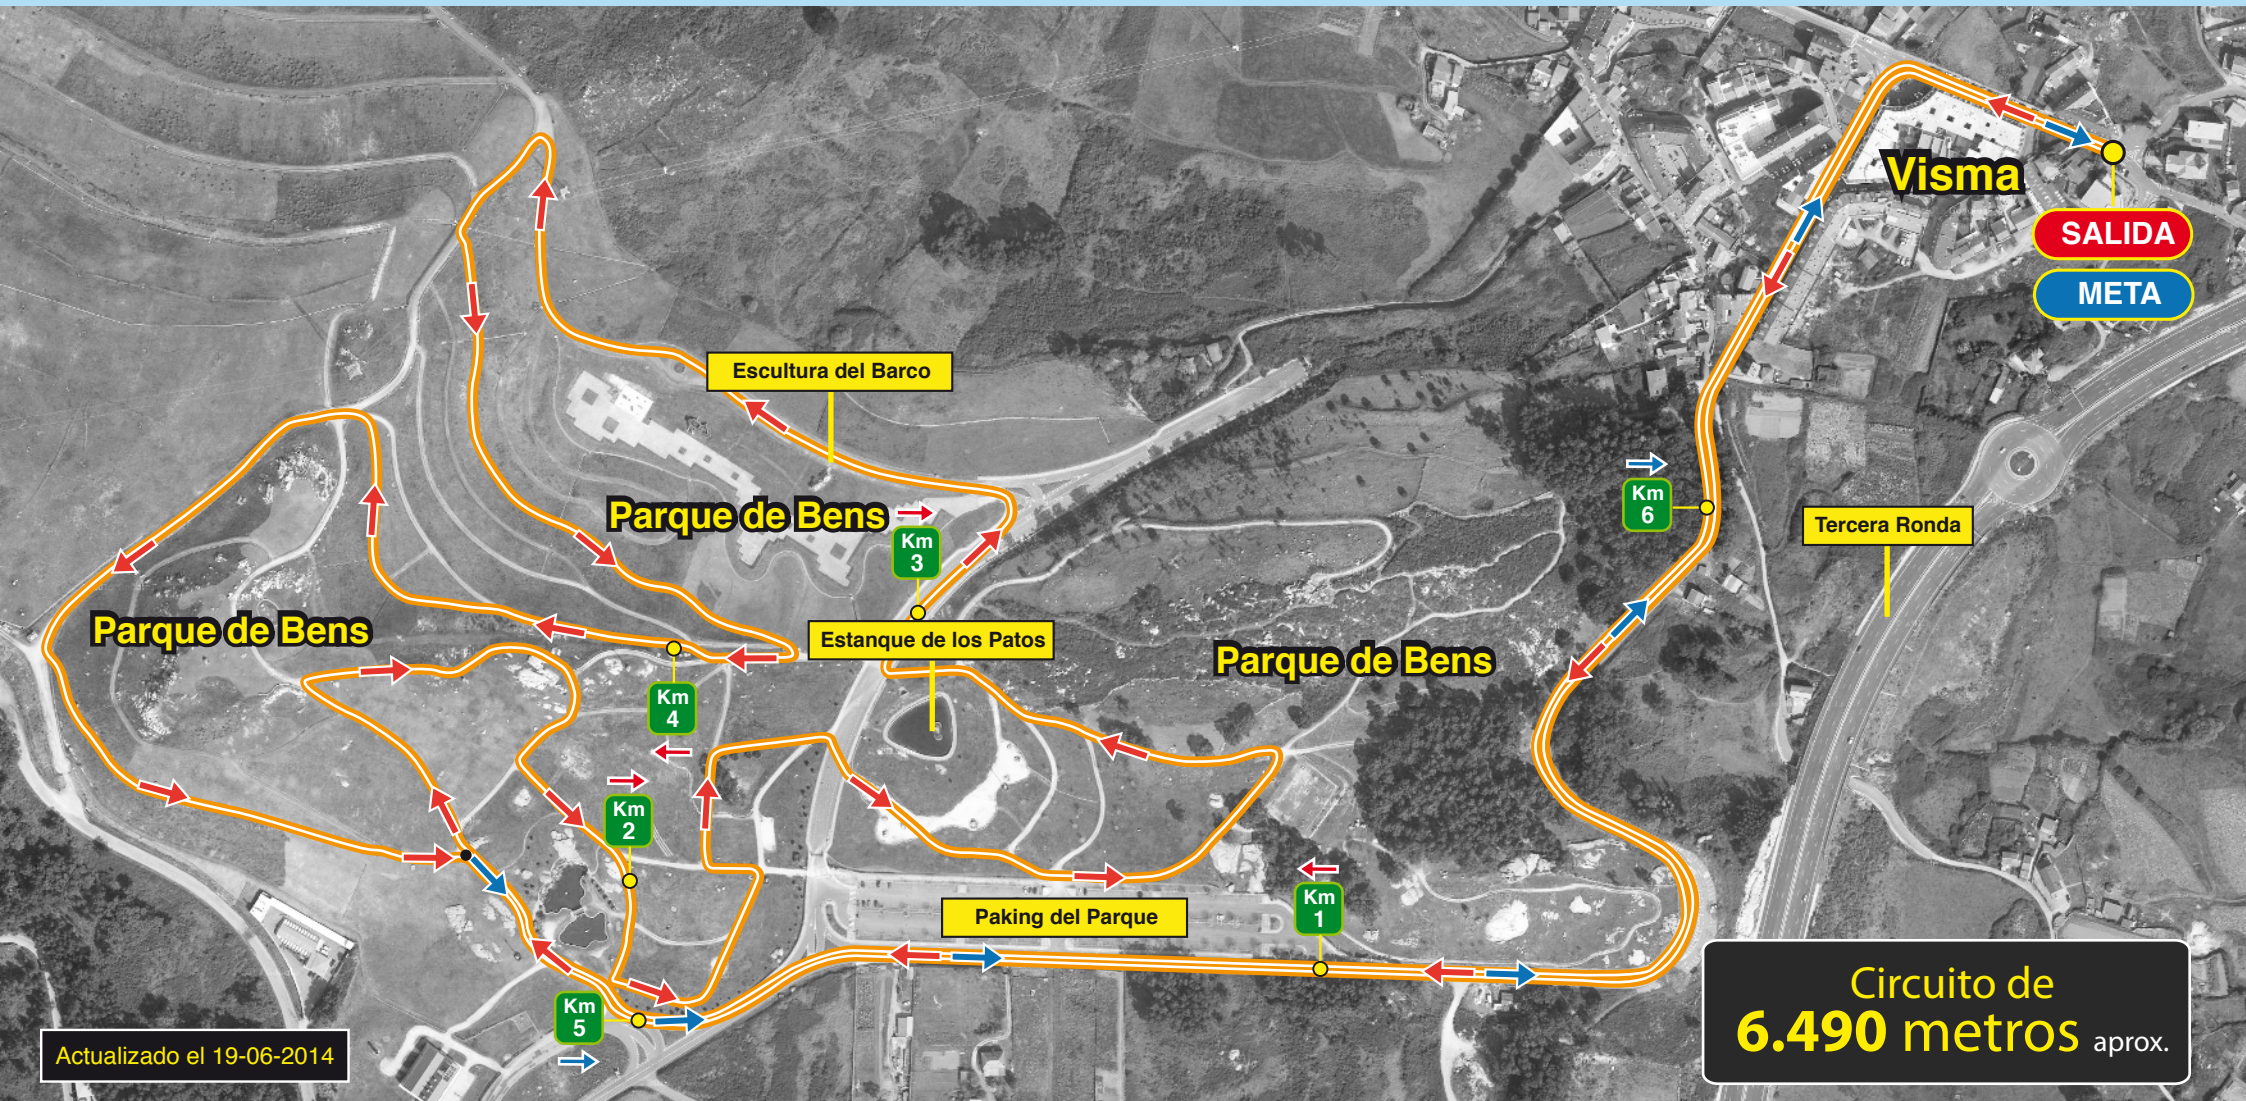 Visma
SALIDA
META
Escultura del Barco
Parque de Bens
Km
3
Km
6
Tercera Ronda
Parque de Bens
Estanque de los Patos
Parque de Bens
Km
4
Km
2
Km
1
Paking del Parque
Km
5
Circuito de
6.490 metros aprox.
Actualizado el 19-06-2014